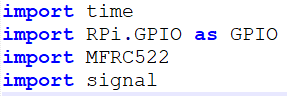 import time
import RPi.GPIO as GPIO
import MFRC522
import signal